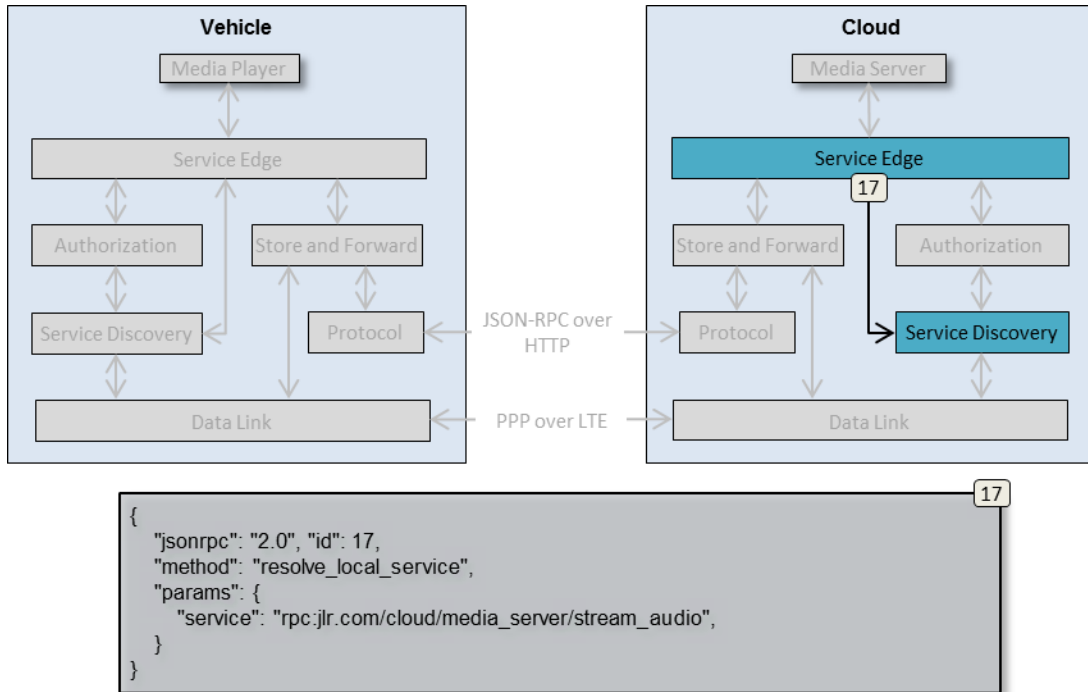 Vehicle
Media Player
Service Edge
Authorization
Store and Forward
Service Discovery
Protocol
Data Link
JSON-RPC over
HTTP
PPP over LTE
Cloud
Media Server
Service Edge
17
Store and Forward
Authorization
Protocol
Service Discovery
Data Link
17
{
"jsonrpc": "2.0", "id": 17,
"method": "resolve_local_service",
"params": {
"service": "rpc:jlr.com/cloud/media_server/stream_audio",
}
}